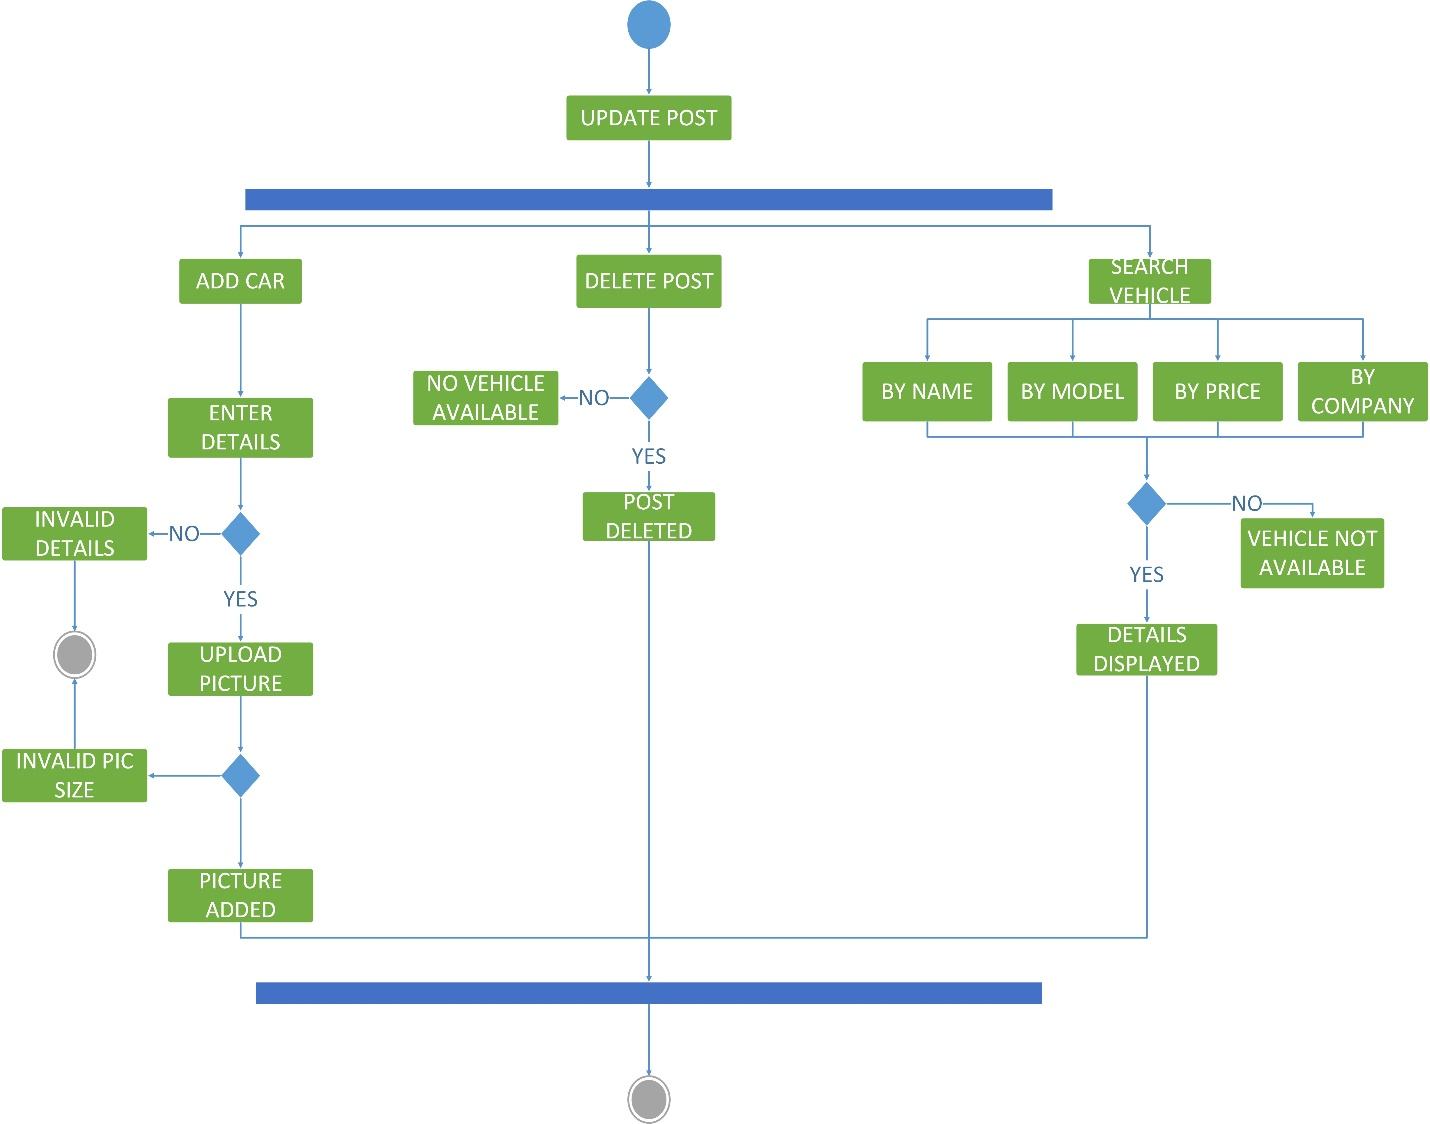 UPDATE POST
ADD CAR
DELETE POST
SEARCH
VEHICLE
NO VEHICLE
AVAILABLE
NO
BY NAME
BY MODEL
BY PRICE
BY
COMPANY
ENTER
DETAILS
YES
POST
DELETED
NO
INVALID
DETAILS
NO
VEHICLE NOT
AVAILABLE
YES
YES
DETAILS
DISPLAYED
UPLOAD
PICTURE
INVALID PIC
SIZE
PICTURE
ADDED